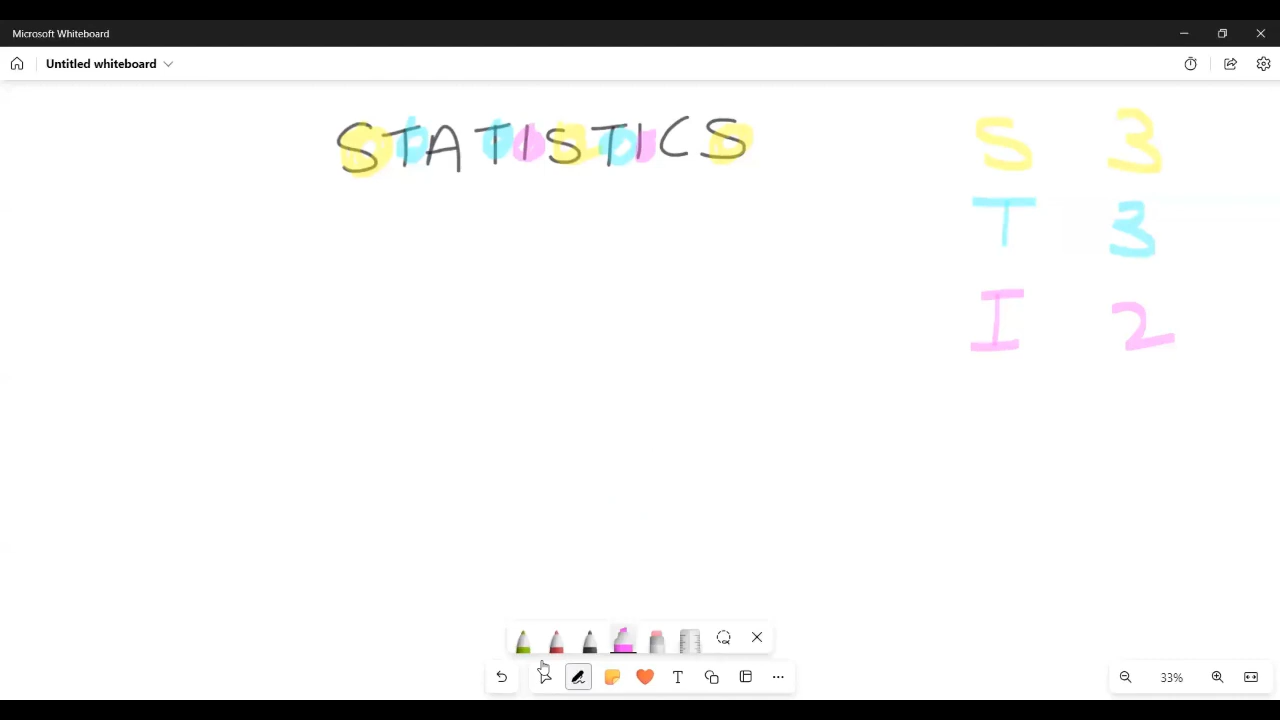 Microsoft Whiteboard
Untitled whiteboard
STATISTICS
S 3
T 3
I 2
33%